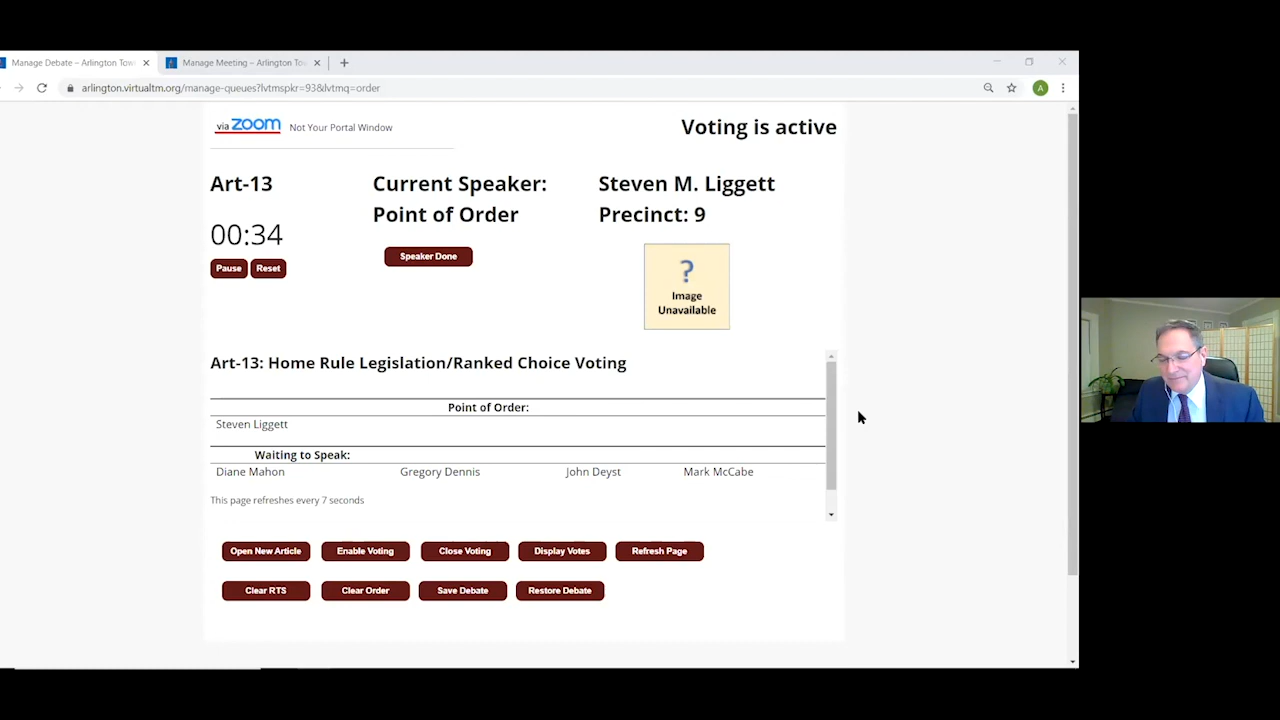 Manage Debate – Arlington Tow
Manage Meeting – Arlington To
arlington.virtualtm.org/manage-queues?lvtmspkr=93&lvtmq=order
A
via zoom Not Your Portal Window
Voting is active
Art-13
Current Speaker:
Steven M. Liggett
Point of Order
Precinct: 9
00:34
Speaker Done
Pause
Reset
?
Image
Unavailable
Art-13: Home Rule Legislation/Ranked Choice Voting
Point of Order:
Steven Liggett
Waiting to Speak:
Diane Mahon Gregory Dennis John Deyst Mark McCabe
This page refreshes every 7 seconds
Open New Article Enable Voting Close Voting Display Votes Refresh Page
Clear RTS Clear Order Save Debate Restore Debate